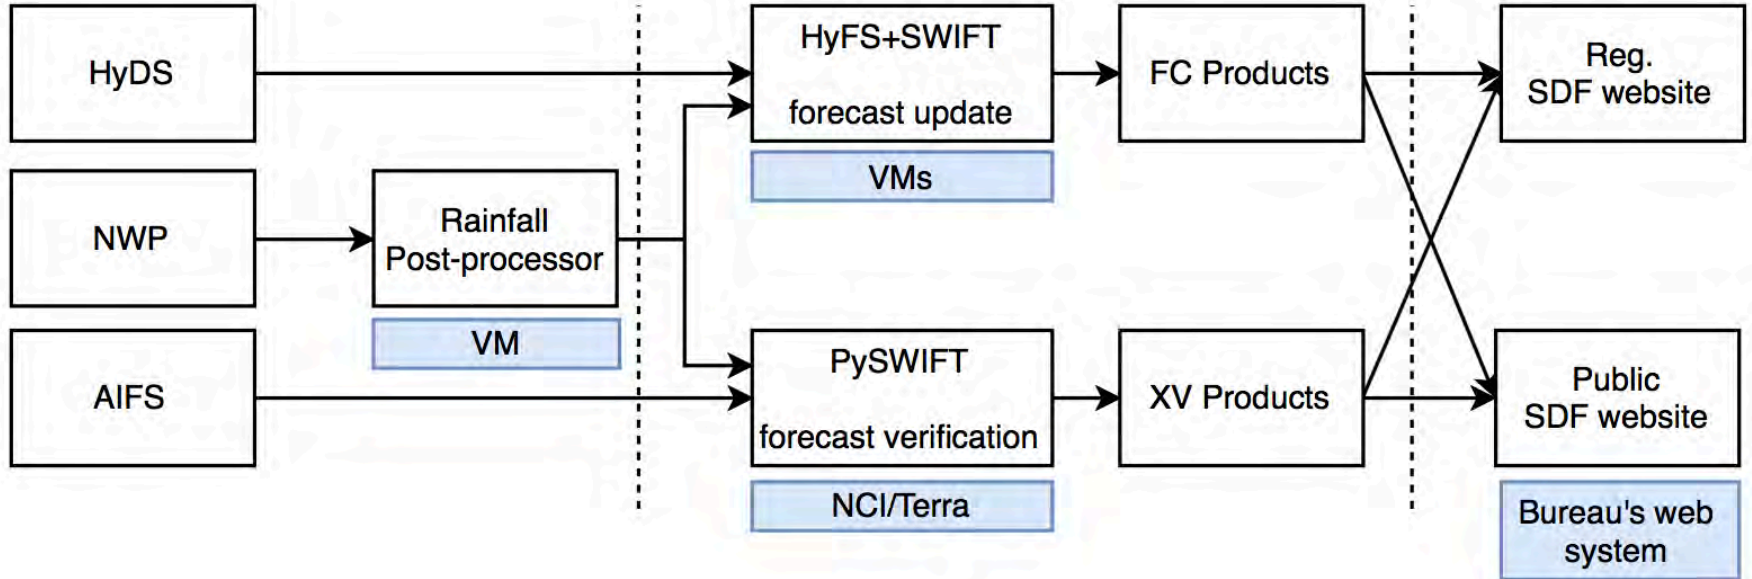 HyDS
HyFS+SWIFT
forecast update
FC Products
Reg.
SDF website
VMs
NWP
Rainfall
Post-processor
VM
AIFS
PySWIFT
forecast verification
XV Products
Public
SDF website
NCI/Terra
Bureau's web
system